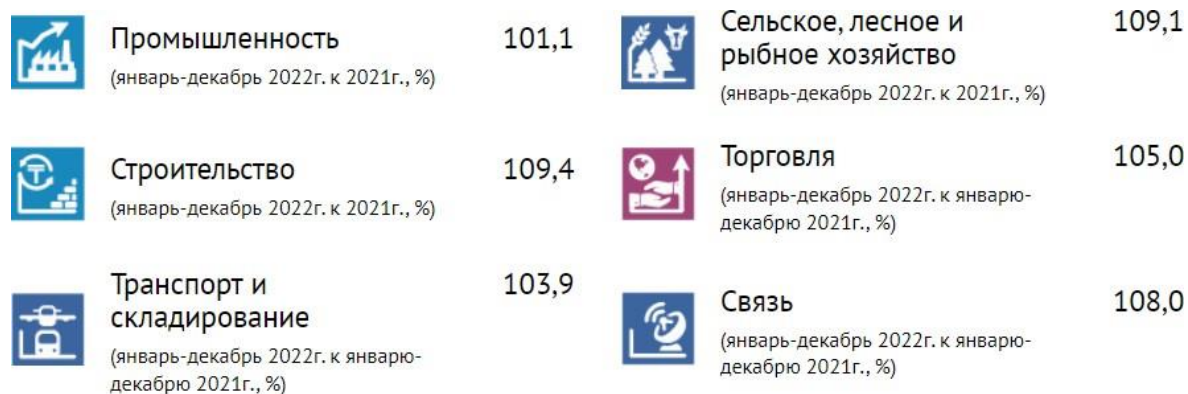 Промышленность 101,1
(январь-декабрь 2022г. к 2021г., %)
Сельское, лесное и 109,1
рыбное хозяйство
(январь-декабрь 2022г. к 2021г., %)
Строительство 109,4
(январь-декабрь 2022г. к 2021г., %)
Торговля 105,0
(январь-декабрь 2022г. к январю-
декабрю 2021г., %)
Транспорт и 103,9
складирование
(январь-декабрь 2022г. к январю-
декабрю 2021г., %)
Связь 108,0
(январь-декабрь 2022г. к январю-
декабрю 2021г., %)